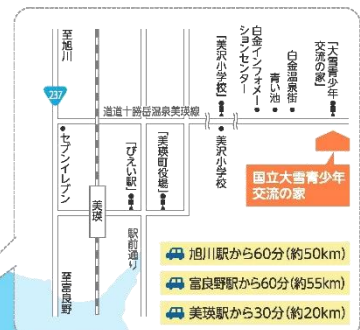 至旭川
237
道道十勝岳温泉美瑛線
セブンイレブン
美瑛
至富良野
「びえい駅」
駅前通り
「美瑛町役場」
「美沢小学校」
美沢小学校
白金インフォメーションセンター
青い池
白金温泉街
「大雪青少年交流の家」
国立大雪青少年
交流の家
旭川駅から60分(約50km)
富良野駅から60分(約55km)
美瑛駅から30分(約20km)